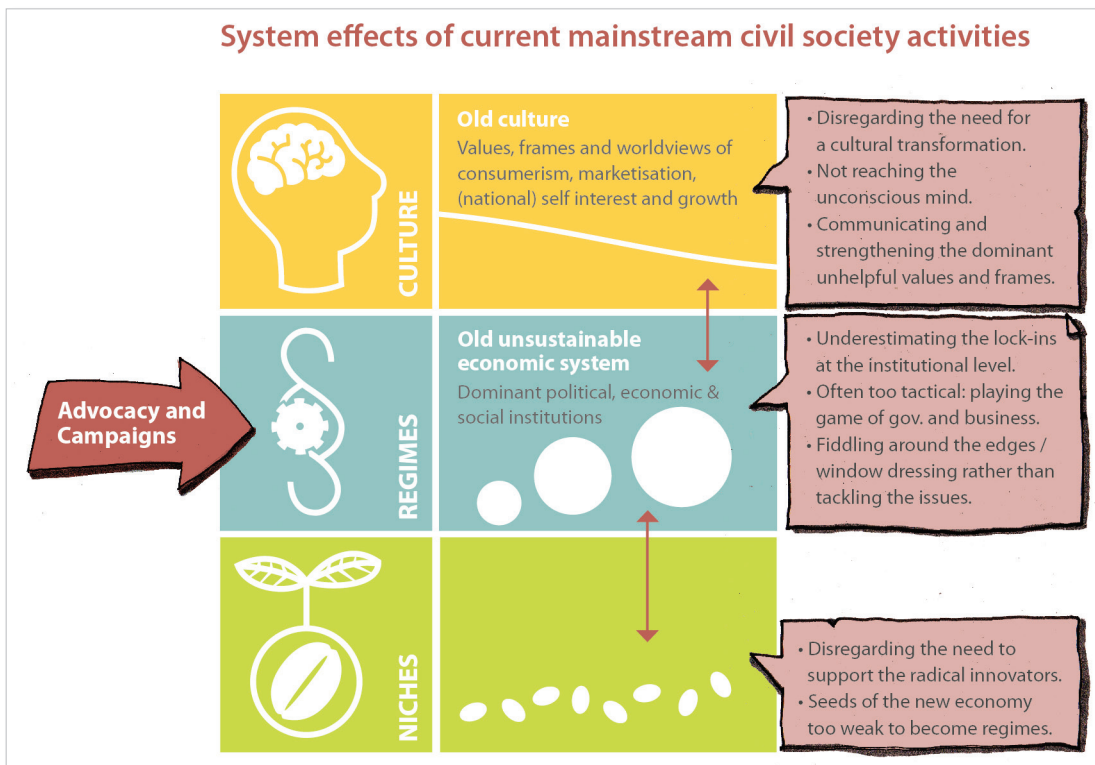 System effects of current mainstream civil society activities
CULTURE
Old culture
Values, frames and worldviews of
consumerism, marketisation,
(national) self interest and growth
• Disregarding the need for
a cultural transformation.
• Not reaching the
unconscious mind.
• Communicating and
strengthening the dominant
unhelpful values and frames.
Advocacy and
Campaigns
REGIMES
Old unsustainable
economic system
Dominant political, economic &
social institutions
• Underestimating the lock-ins
at the institutional level.
• Often too tactical: playing the
game of gov. and business.
• Fiddling around the edges /
window dressing rather than
tackling the issues.
NICHES
• Disregarding the need to
support the radical innovators.
• Seeds of the new economy
too weak to become regimes.